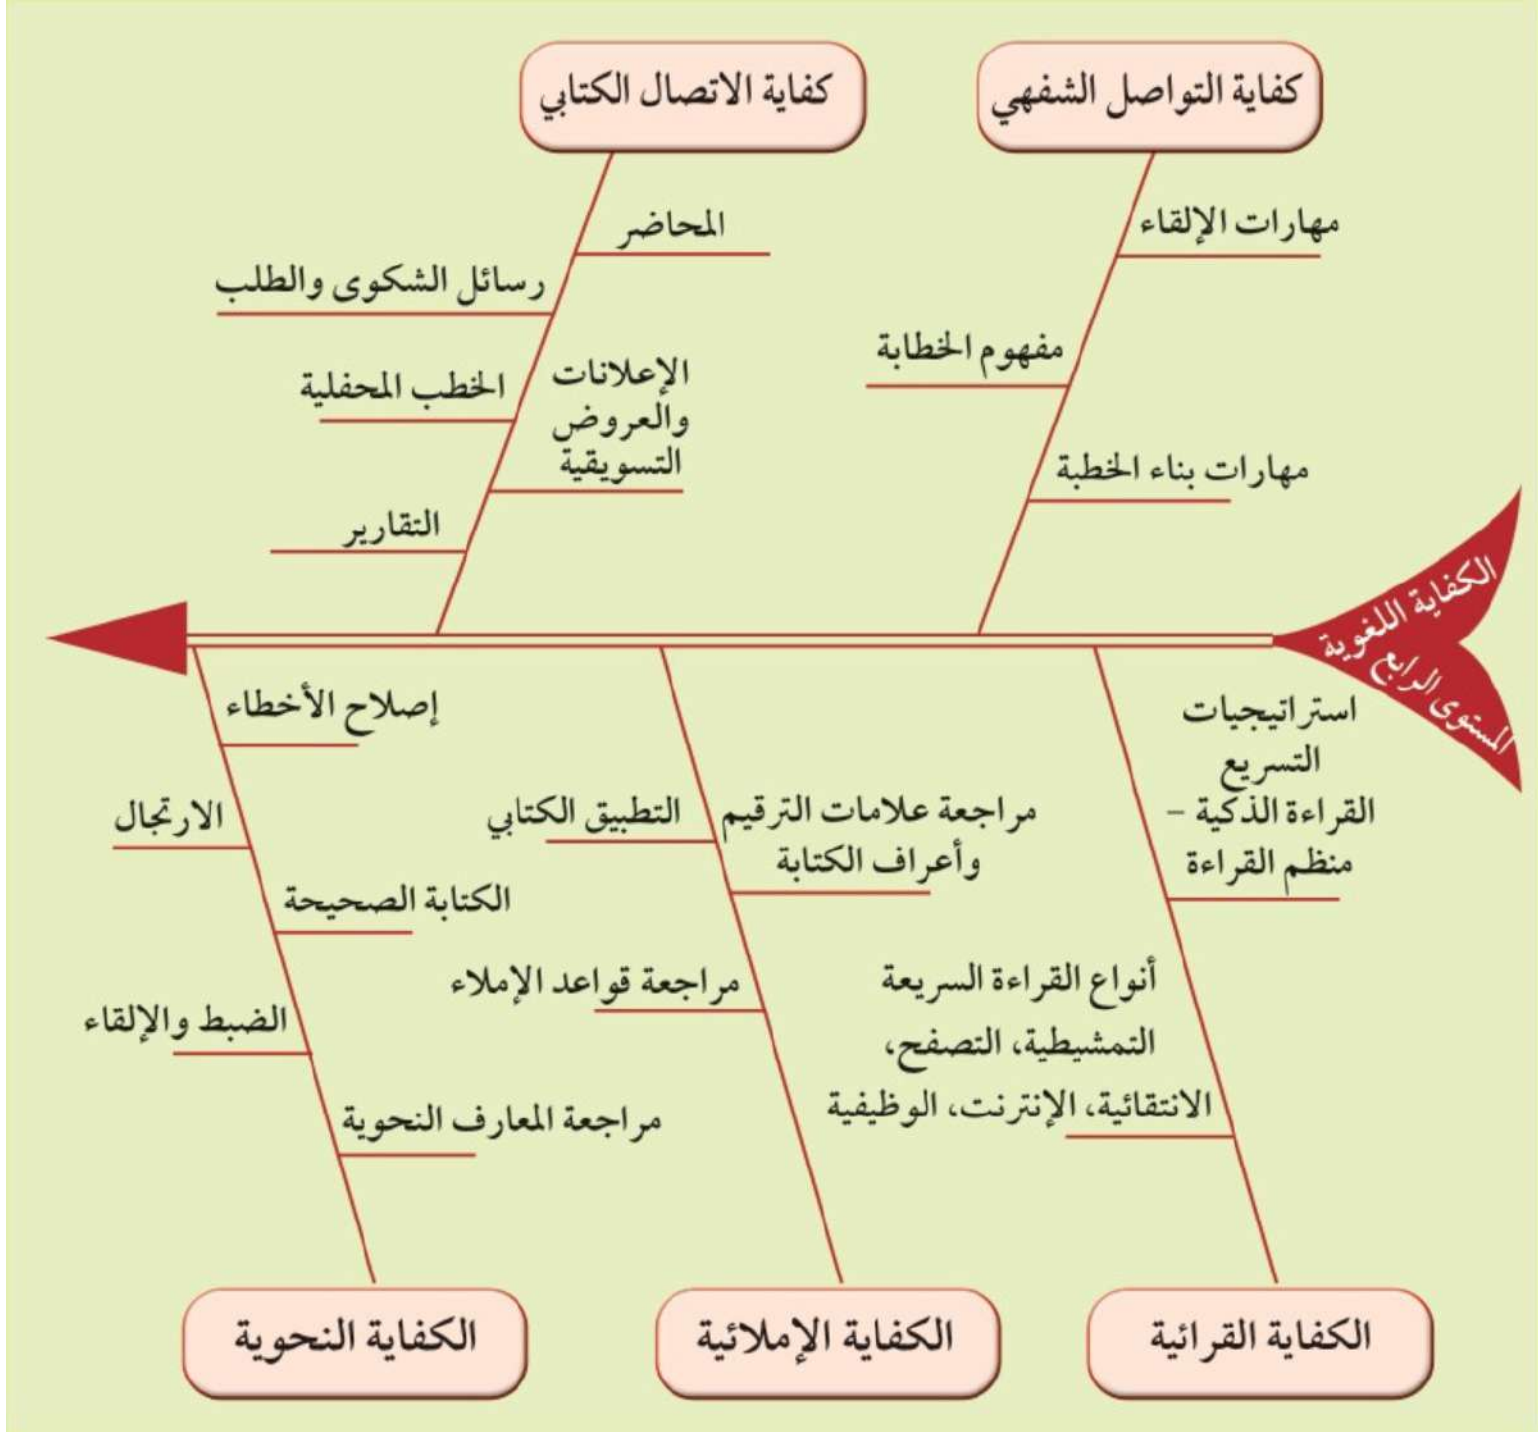 كفاية التواصل الشفهي
مهارات الإلقاء
مفهوم الخطابة
مهارات بناء الخطبة
كفاية الاتصال الكتابي
المحاضر
رسائل الشكوى والطلب
الإعلانات
والعروض
التسويقية
الخطب المحفلية
التقارير
الكفاية اللغوية
المستوى الرابع
استراتيجيات
التسريع
القراءة الذكية –
منظم القراءة
أنواع القراءة السريعة
التمشيطية، التصفح،
الانتقائية، الإنترنت، الوظيفية
الكفاية القرائية
مراجعة علامات الترقيم
وأعراف الكتابة
التطبيق الكتابي
مراجعة قواعد الإملاء
الكفاية الإملائية
إصلاح الأخطاء
الارتجال
الكتابة الصحيحة
الضبط والإلقاء
مراجعة المعارف النحوية
الكفاية النحوية